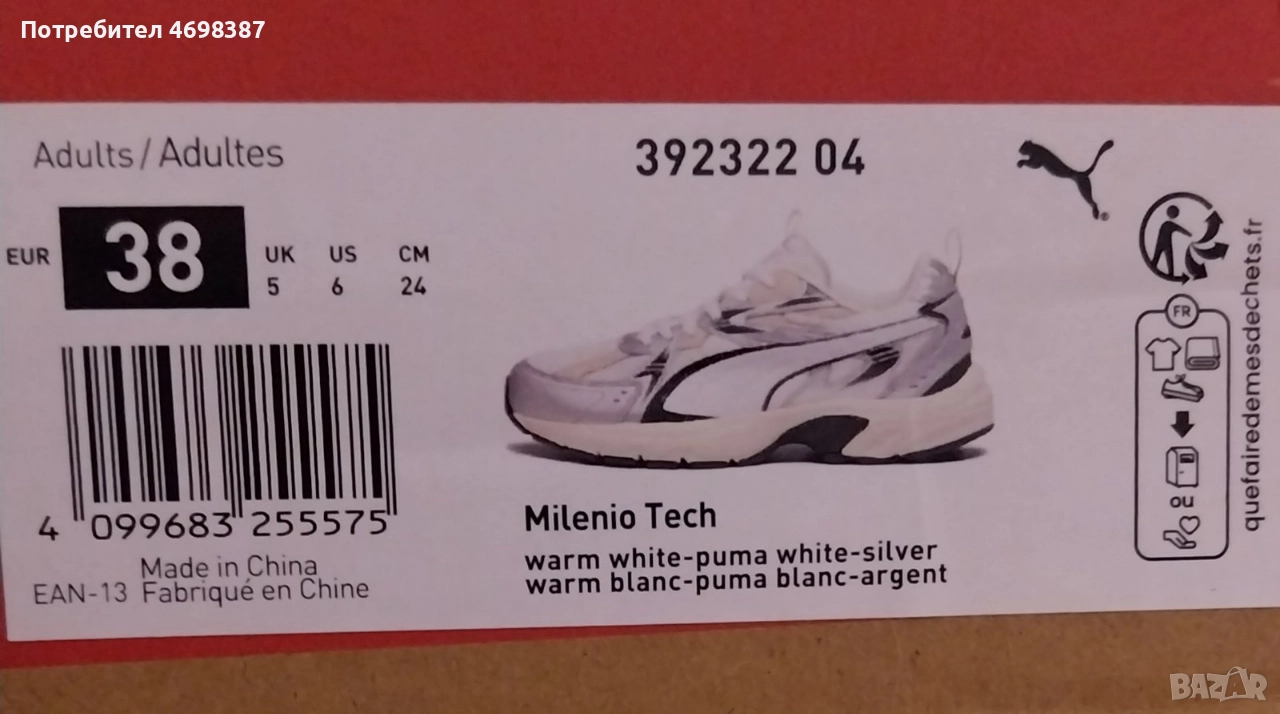 Потребител 4698387
Adults / Adultes
392322 04
EUR
38
UK US CM
5 6 24
4 099683 255575
Made in China
EAN-13 Fabriqué en Chine
Milenio Tech
warm white-puma white-silver
warm blanc-puma blanc-argent
FR
ou
quefairedemesdechets.fr
BAZAR